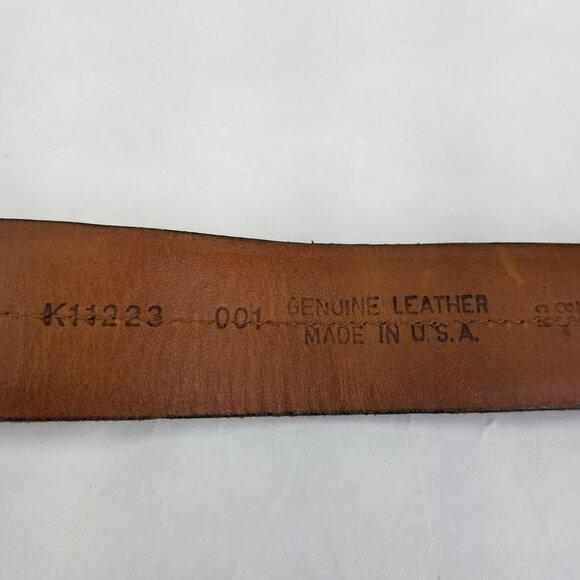 K11223 001 GENUINE LEATHER
MADE IN U.S.A.